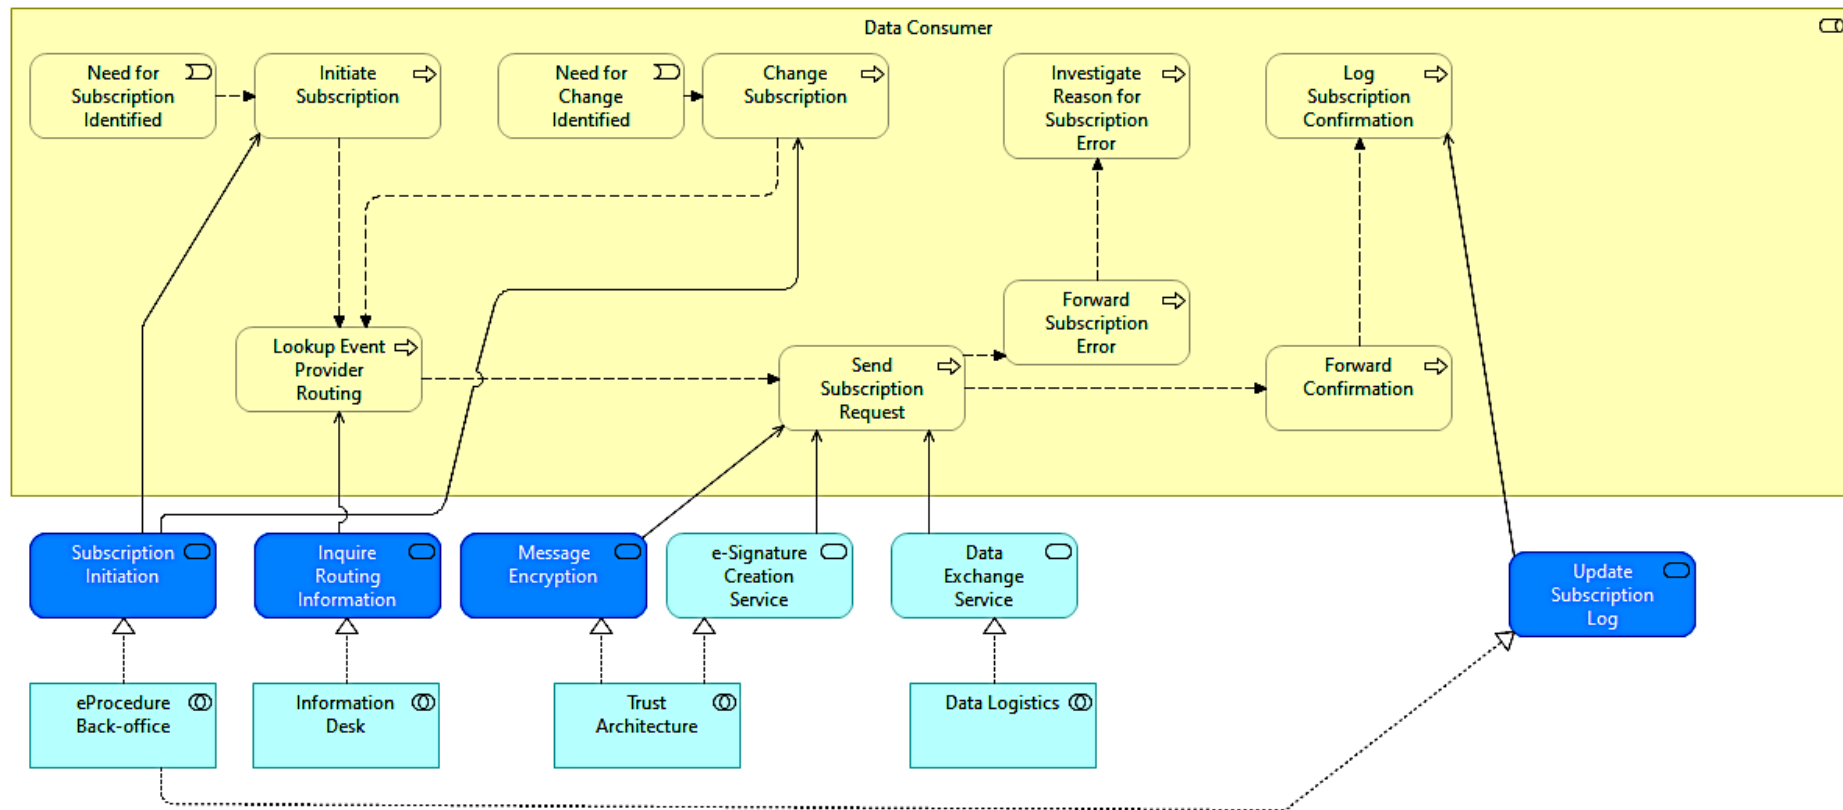 Data Consumer
Need for
Subscription
Identified
Initiate
Subscription
Need for
Change
Identified
Change
Subscription
Investigate
Reason for
Subscription
Error
Log
Subscription
Confirmation
Lookup Event
Provider
Routing
Send
Subscription
Request
Forward
Subscription
Error
Forward
Confirmation
Subscription
Initiation
Inquire
Routing
Information
Message
Encryption
e-Signature
Creation
Service
Data
Exchange
Service
Update
Subscription
Log
eProcedure
Back-office
Information
Desk
Trust
Architecture
Data Logistics